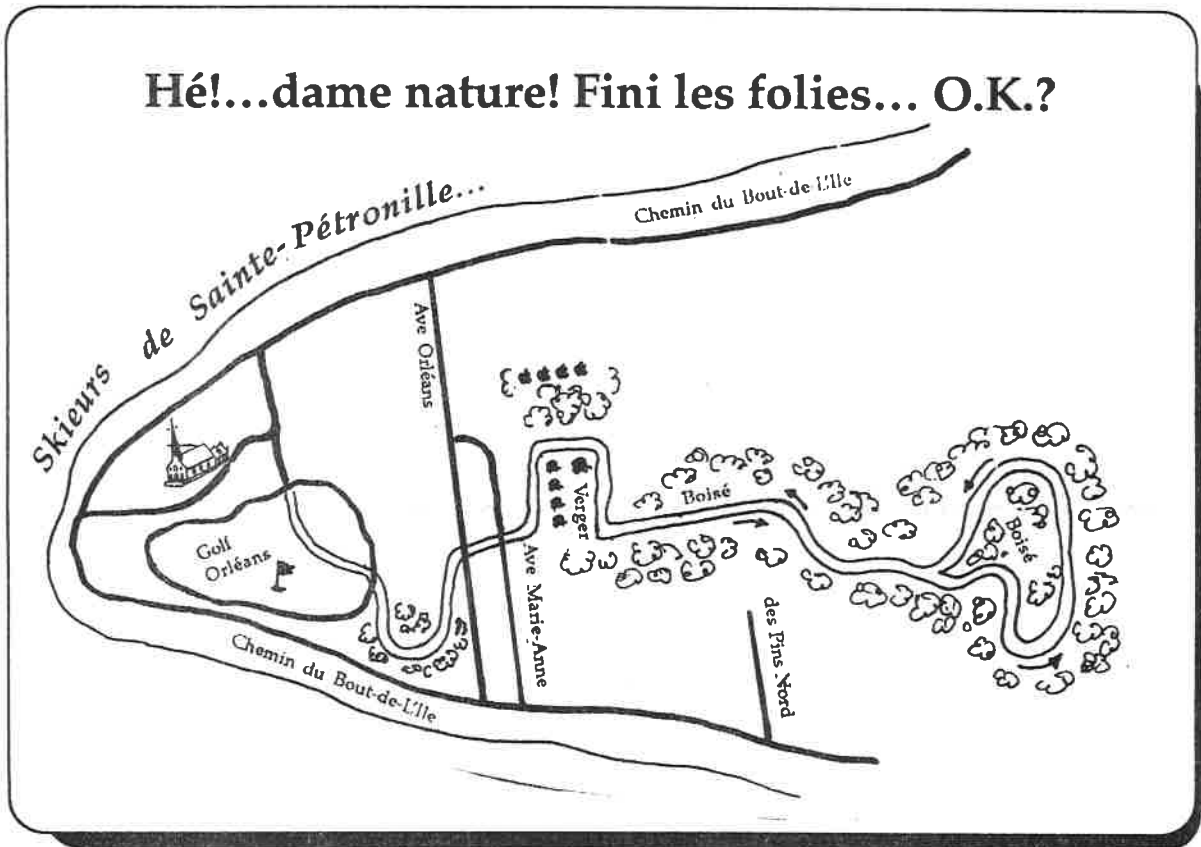 Hé!...dame nature! Fini les folies... O.K.?
Skieurs de Sainte-Pétronille...
Chemin du Bout-de-L'Ile
Ave Orléans
Verger
Boisé
Boisé
Golf
Orléans
Ave Marie-Anne
des Pins Nord
Chemin du Bout-de-L'Ile